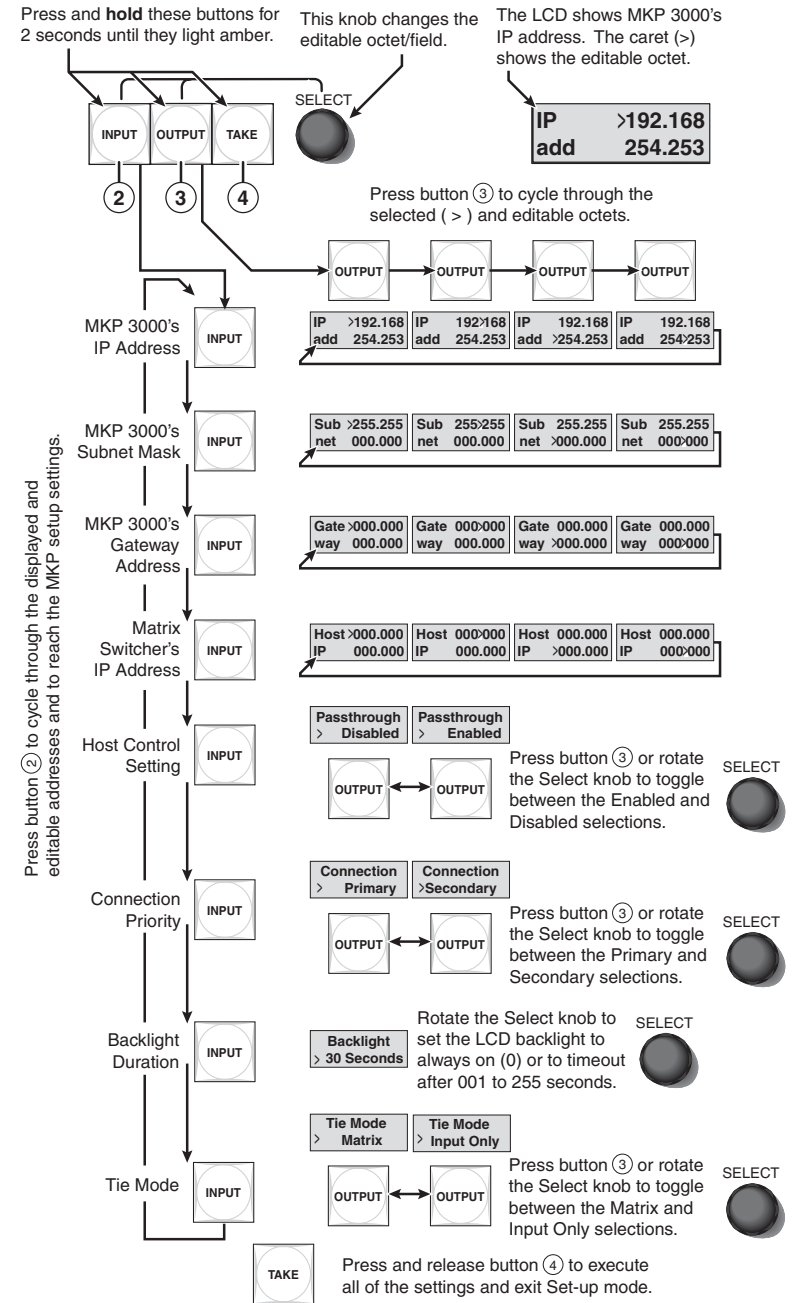 Press and hold these buttons for
2 seconds until they light amber.
This knob changes the
editable octet/field.
The LCD shows MKP 3000's
IP address. The caret (>)
shows the editable octet.
SELECT
INPUT
OUTPUT
TAKE
IP >192.168
add 254.253
2
3
4
Press button 3 to cycle through the
selected ( > ) and editable octets.
OUTPUT
OUTPUT
OUTPUT
OUTPUT
Press button 2 to cycle through the displayed and
editable addresses and to reach the MKP setup settings.
MKP 3000's
IP Address
INPUT
IP >192.168
add 254.253
IP 192>168
add 254.253
IP 192.168
add >254.253
IP 192.168
add 254>253
MKP 3000's
Subnet Mask
INPUT
Sub >255.255
net 000.000
Sub 255>255
net 000.000
Sub 255.255
net >000.000
Sub 255.255
net 000>000
MKP 3000's
Gateway
Address
INPUT
Gate >000.000
way 000.000
Gate 000>000
way 000.000
Gate 000.000
way >000.000
Gate 000.000
way 000>000
Matrix
Switcher's
IP Address
INPUT
Host >000.000
IP 000.000
Host 000>000
IP 000.000
Host 000.000
IP >000.000
Host 000.000
IP 000>000
Host Control
Setting
INPUT
Passthrough
> Disabled
Passthrough
> Enabled
OUTPUT
OUTPUT
Press button 3 or rotate
the Select knob to toggle
between the Enabled and
Disabled selections.
SELECT
Connection
Priority
INPUT
Connection
> Primary
Connection
>Secondary
OUTPUT
OUTPUT
Press button 3 or rotate
the Select knob to toggle
between the Primary and
Secondary selections.
SELECT
Backlight
Duration
INPUT
Backlight
> 30 Seconds
Rotate the Select knob to
set the LCD backlight to
always on (0) or to timeout
after 001 to 255 seconds.
SELECT
Tie Mode
INPUT
Tie Mode
> Matrix
Tie Mode
> Input Only
OUTPUT
OUTPUT
Press button 3 or rotate
the Select knob to toggle
between the Matrix and
Input Only selections.
SELECT
TAKE
Press and release button 4 to execute
all of the settings and exit Set-up mode.